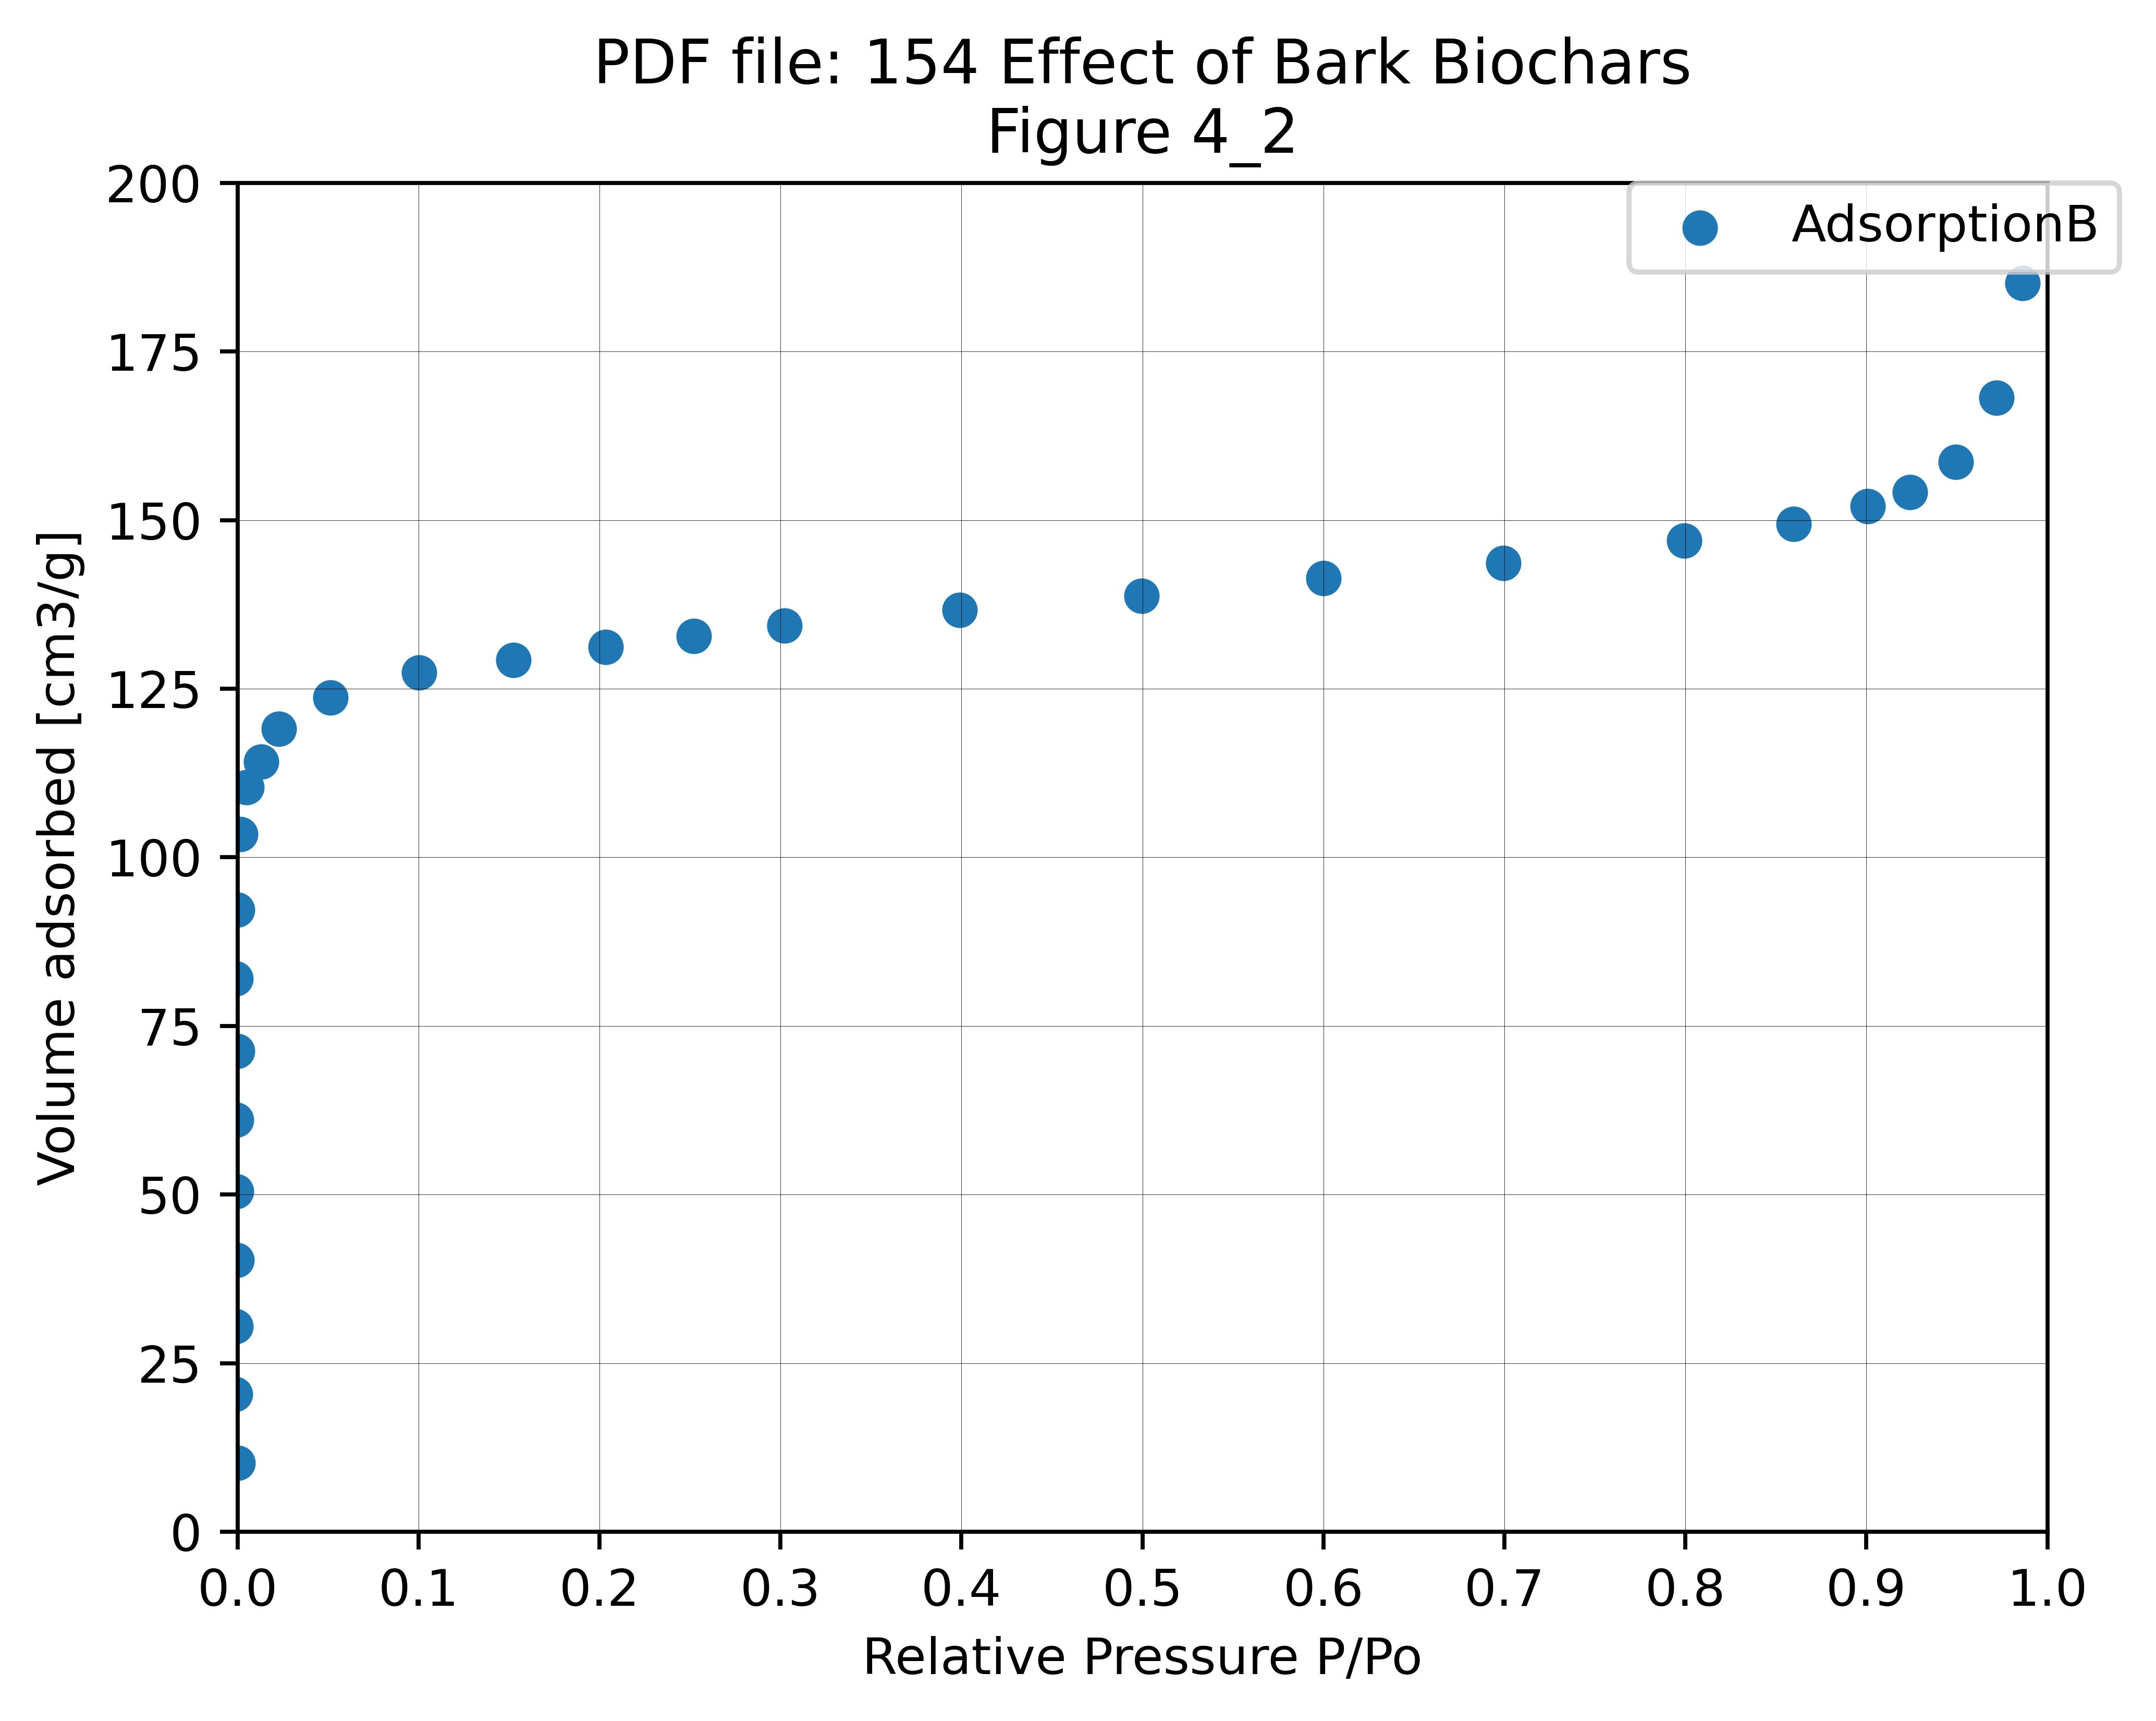 PDF file: 154 Effect of Bark Biochars
Figure 4_2
AdsorptionB
200
175
150
125
100
75
50
25
0
Volume adsorbed [cm3/g]
0.0 0.1 0.2 0.3 0.4 0.5 0.6 0.7 0.8 0.9 1.0
Relative Pressure P/Po